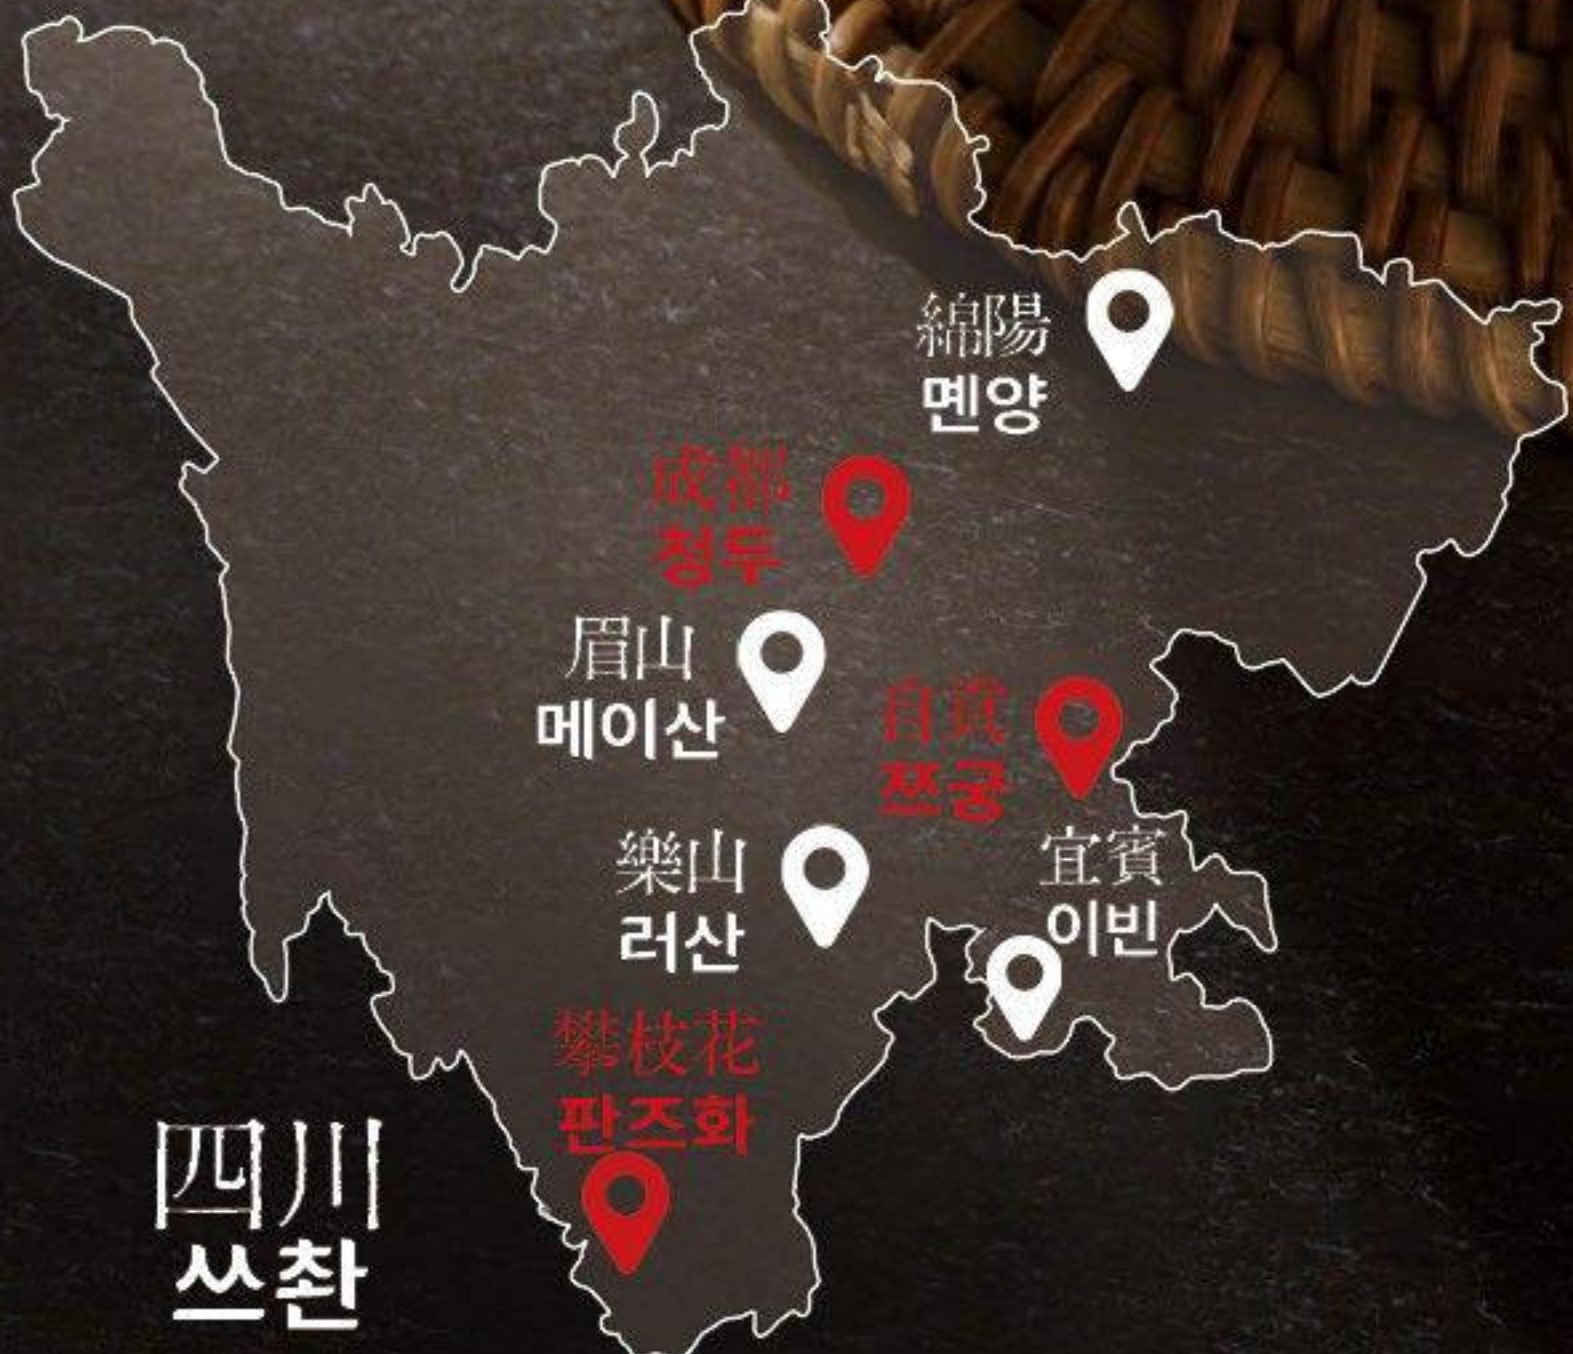 綿陽
몐양
成都
청두
眉山
메이산
自貢
쯔궁
樂山
러산
宜賓
이빈
攀枝花
판즈화
四川
쓰촨